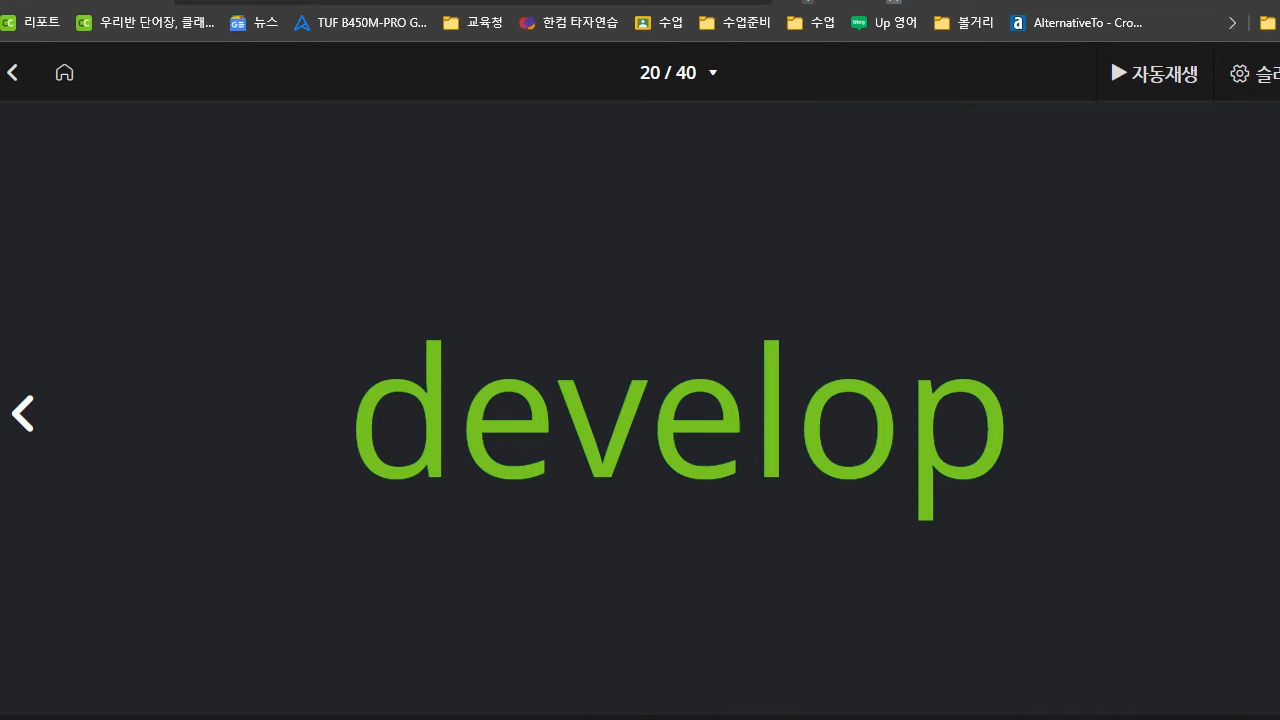 CC 리포트 CC 우리반 단어장, 클래... 뉴스 TUF B450M-PRO G... 교육청 한컴 타자연습 수업 수업준비 수업 Up 영어 볼거리 a AlternativeTo - Cro...
20 / 40 자동재생
develop